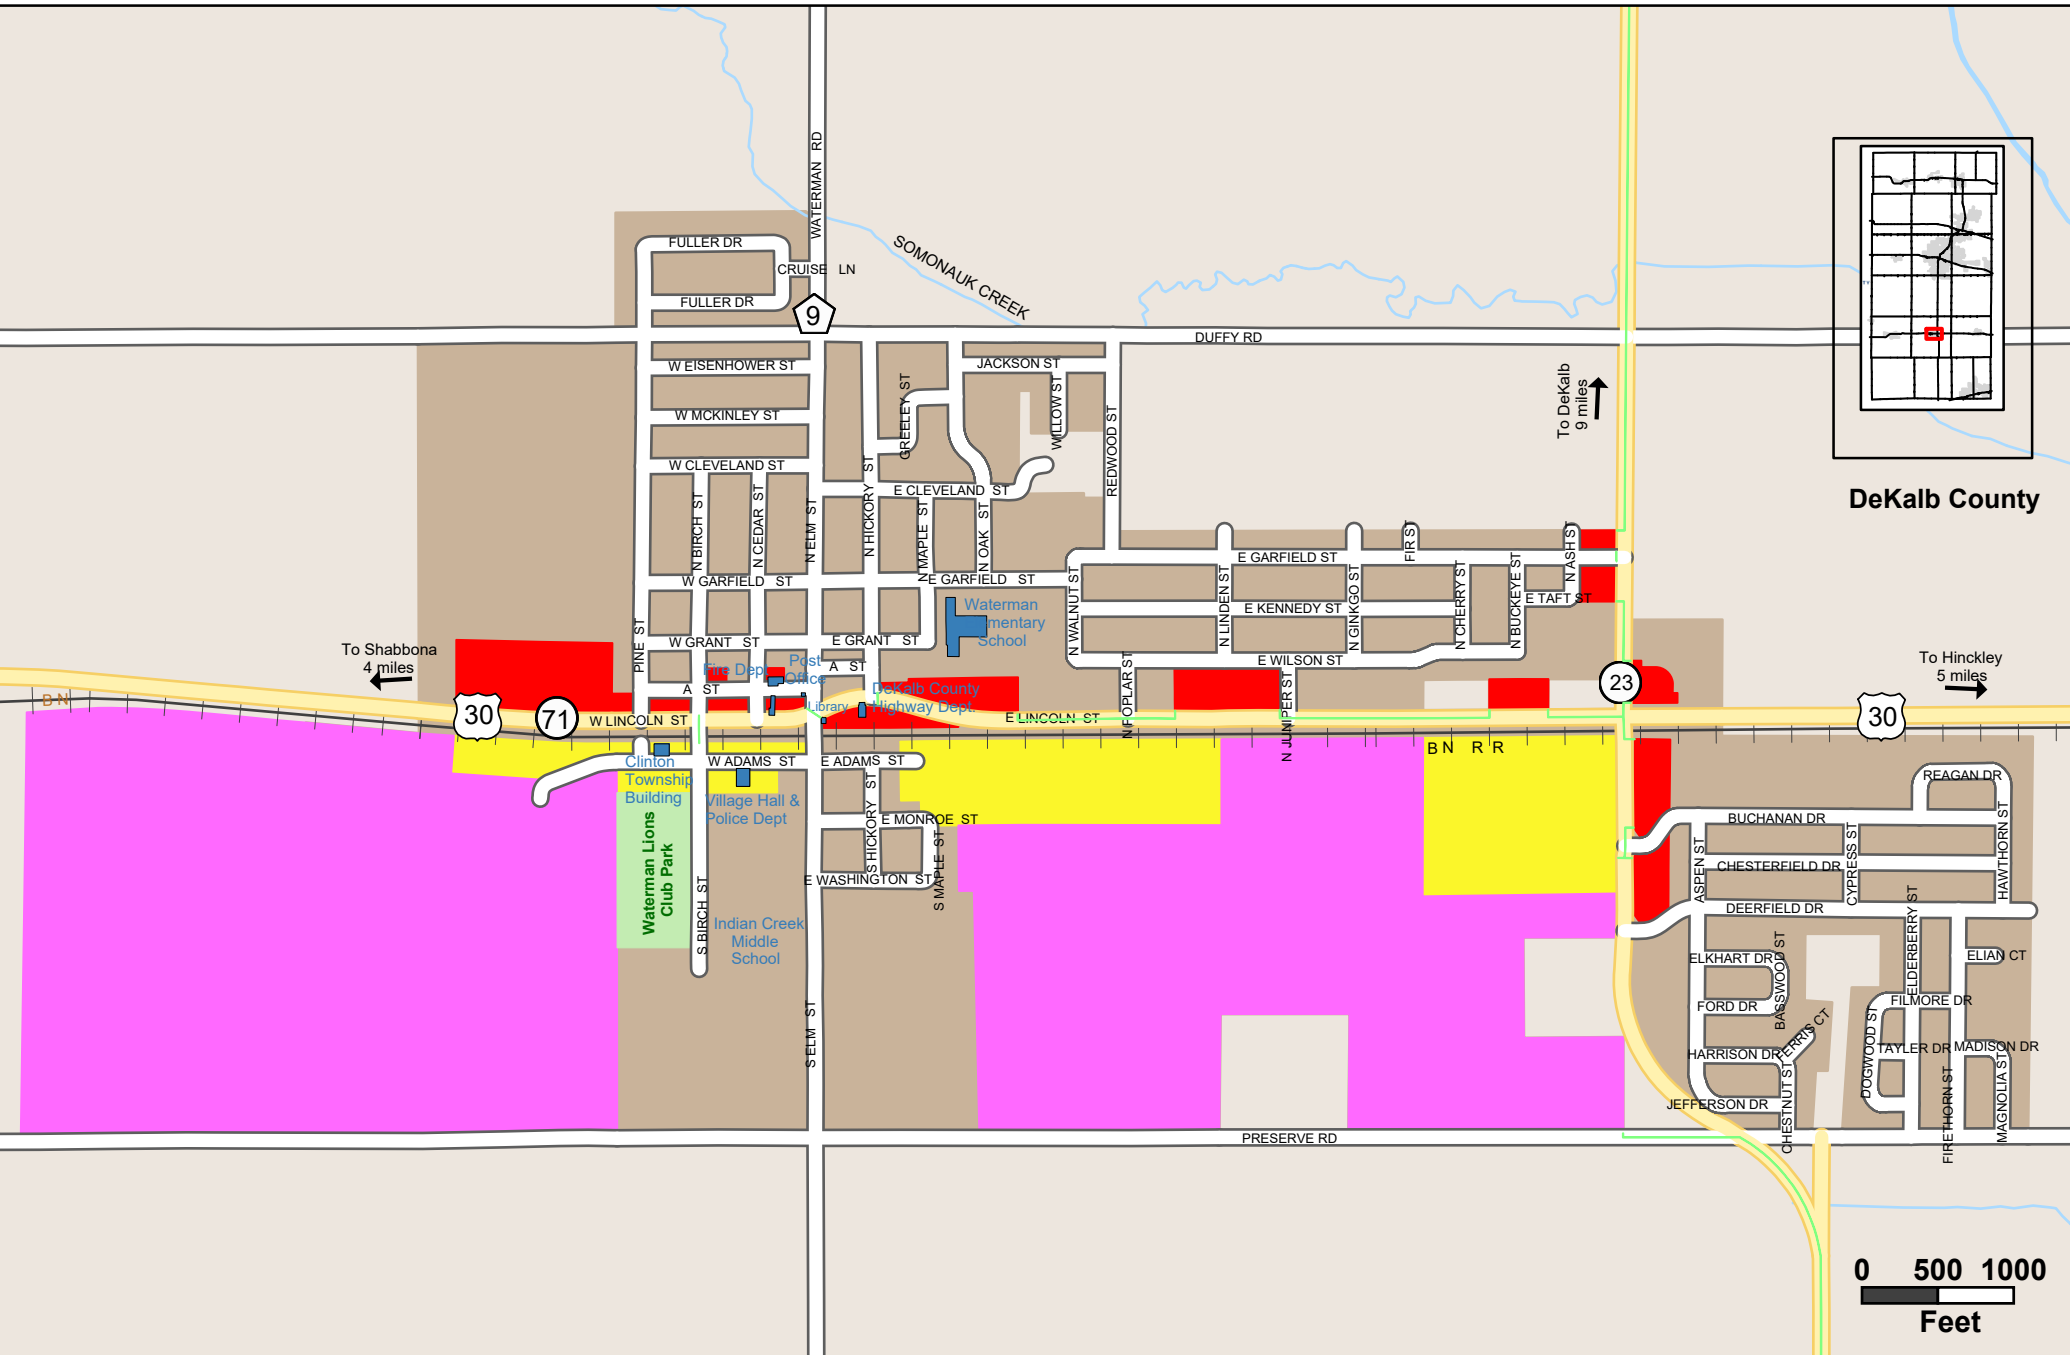 WATERMAN RD
FULLER DR
CRUISE LN
FULLER DR
SOMONAUK CREEK
9
DUFFY RD
W EISENHOWER ST
JACKSON ST
GREELEY ST
WILLOW ST
W MCKINLEY ST
REDWOOD ST
To DeKalb
9 miles
DeKalb County
W CLEVELAND ST
E CLEVELAND ST
N BIRCH ST
N CEDAR ST
N ELM ST
N HICKORY ST
N MAPLE ST
N OAK ST
W GARFIELD ST
E GARFIELD ST
E GARFIELD ST
FIR ST
N ASH ST
N WALNUT ST
N LINDEN ST
N GINKGO ST
N CHERRY ST
N BUCKEYE ST
E KENNEDY ST
E TAFT ST
Waterman
mentary
School
PINE ST
W GRANT ST
E GRANT ST
E WILSON ST
To Shabbona
4 miles
Fire Dept
Post
Office
A ST
A ST
DeKalb County
Highway Dept.
Library
N POPLAR ST
N JUNIPER ST
23
To Hinckley
5 miles
BN
30
71
W LINCOLN ST
E LINCOLN ST
30
BN RR
W ADAMS ST
E ADAMS ST
Clinton
Township
Building
Village Hall &
Police Dept
REAGAN DR
S HICKORY ST
E MONROE ST
BUCHANAN DR
Waterman Lions
Club Park
S MAPLE ST
ASPEN ST
CYPRESS ST
HAWTHORN ST
CHESTERFIELD DR
E WASHINGTON ST
S BIRCH ST
DEERFIELD DR
Indian Creek
Middle
School
ELKHART DR
BASSWOOD ST
ELDERBERRY ST
ELIAN CT
FORD DR
FILMORE DR
S ELM ST
FERRIS CT
DOGWOOD ST
HARRISON DR
TAYLER DR
MADISON DR
JEFFERSON DR
CHESTNUT ST
FIRETHORN ST
MAGNOLIA ST
PRESERVE RD
0 500 1000
Feet